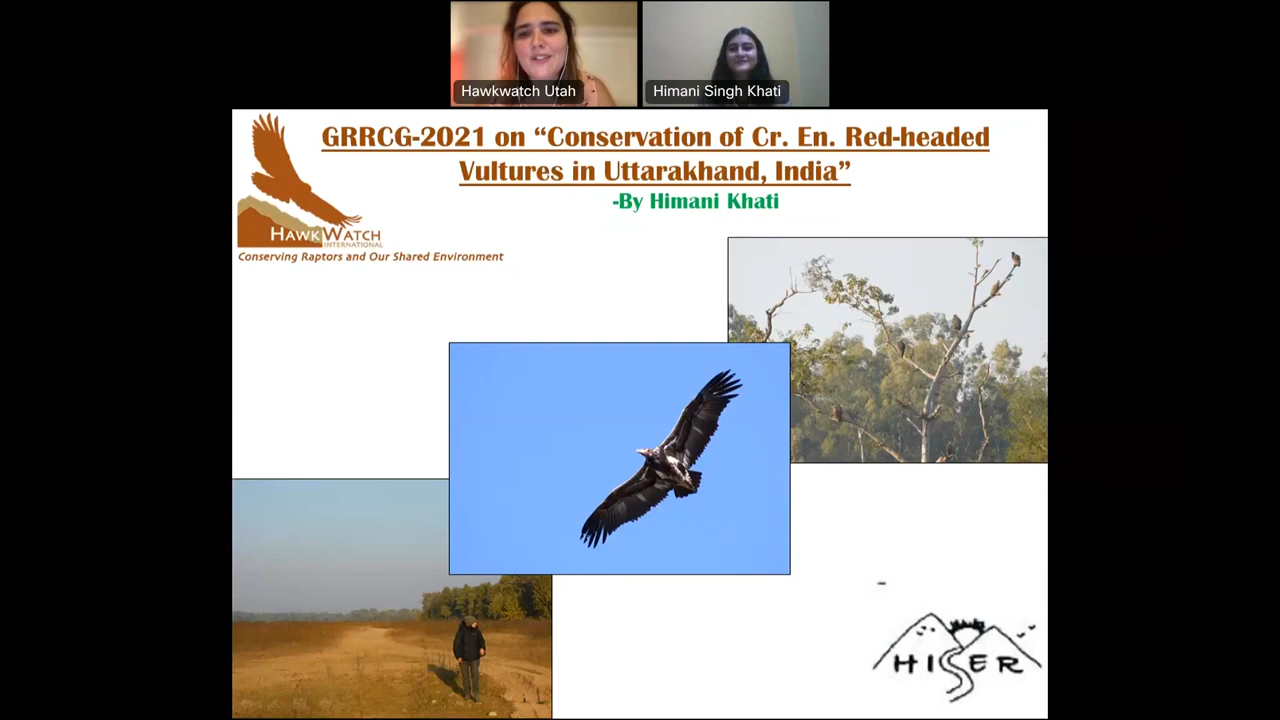 Hawkwatch Utah
Himani Singh Khati
GRRCG-2021 on “Conservation of Cr. En. Red-headed
Vultures in Uttarakhand, India”
-By Himani Khati
HAWKWATCH
INTERNATIONAL
Conserving Raptors and Our Shared Environment
-
HISER